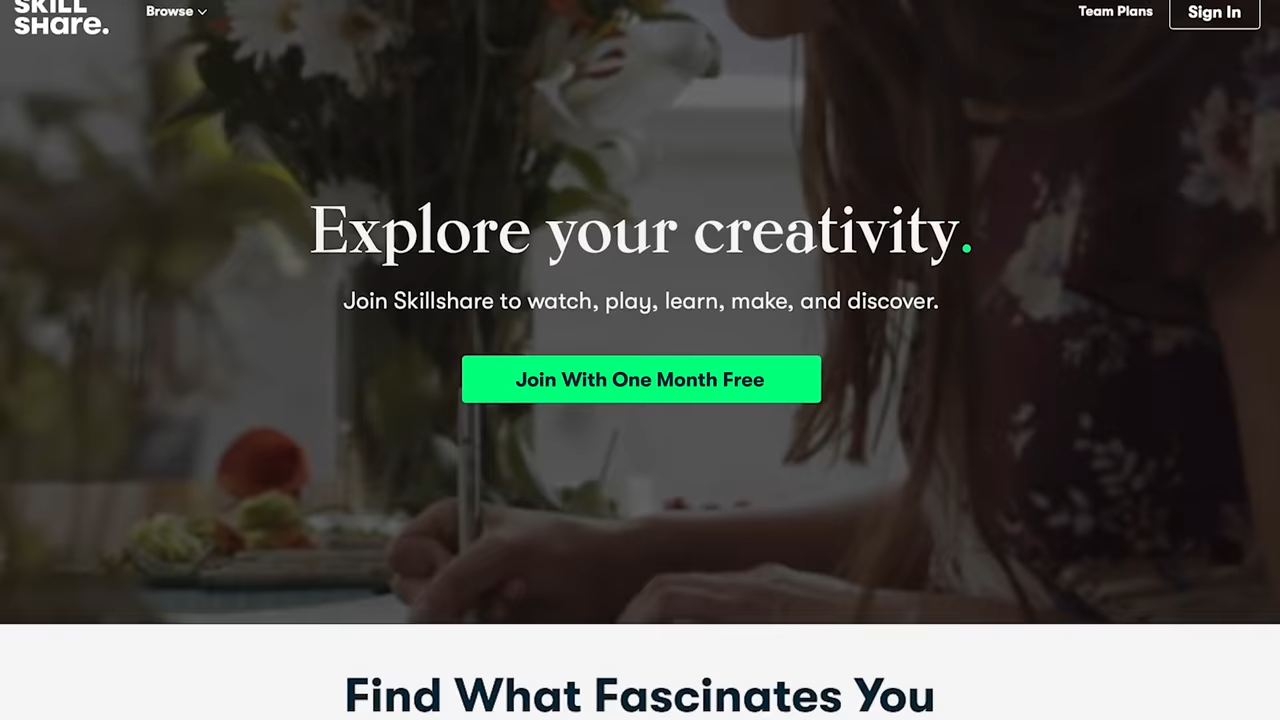 SKILL
SHare.
Browse
Team Plans
Sign In
Explore your creativity.
Join Skillshare to watch, play, learn, make, and discover.
Join With One Month Free
Find What Fascinates You